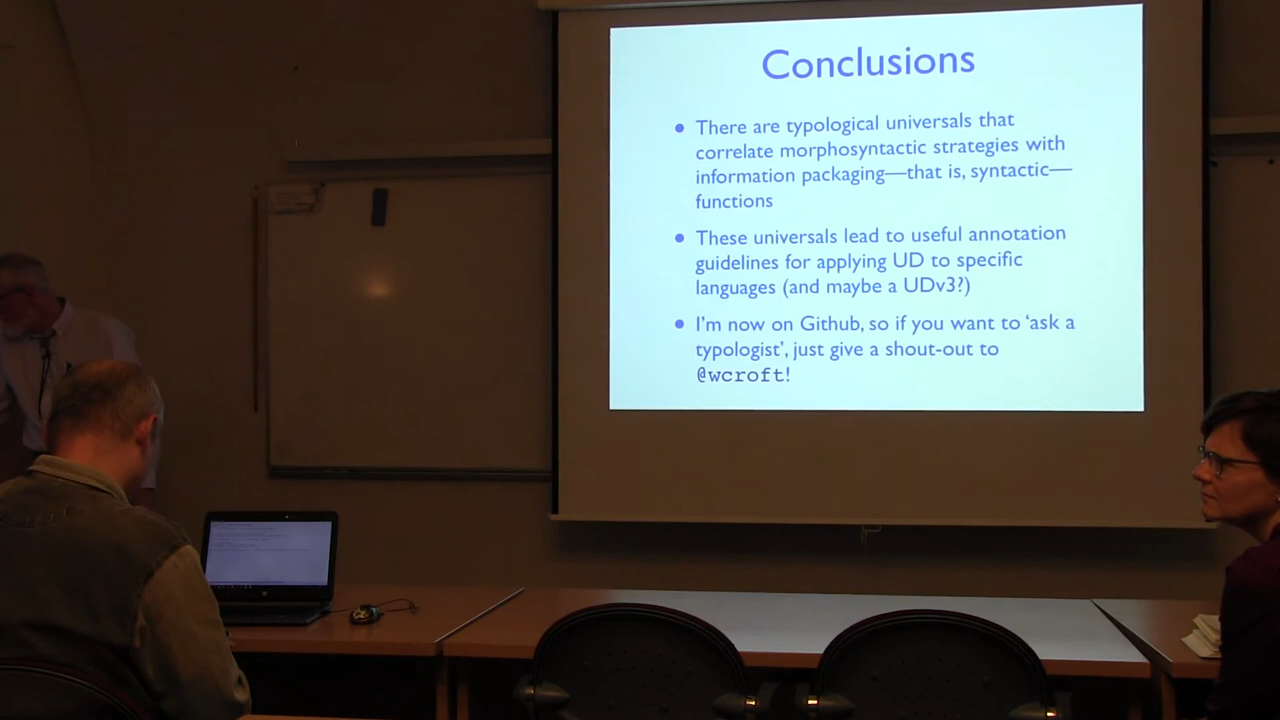 Conclusions
• There are typological universals that
correlate morphosyntactic strategies with
information packaging—that is, syntactic—
functions
• These universals lead to useful annotation
guidelines for applying UD to specific
languages (and maybe a UDv3?)
• I'm now on Github, so if you want to ‘ask a
typologist’, just give a shout-out to
@wcroft!